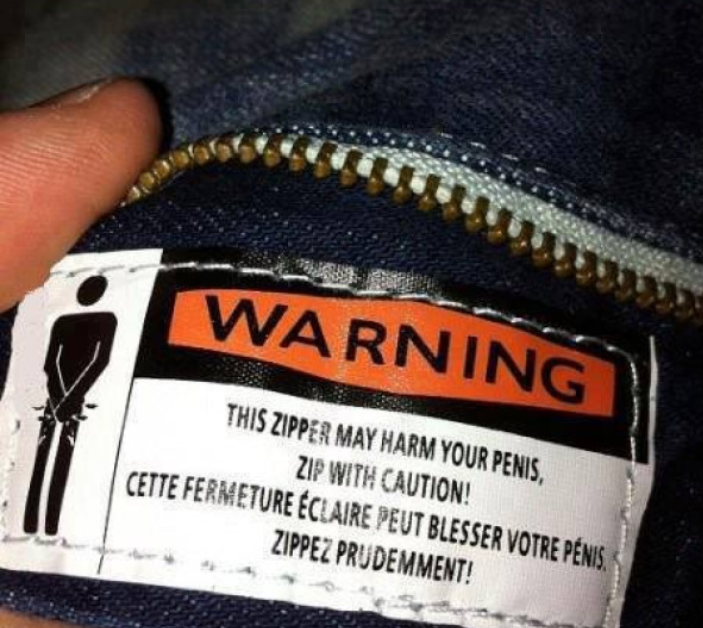 WARNING
THIS ZIPPER MAY HARM YOUR PENIS,
ZIP WITH CAUTION!
CETTE FERMETURE ÉCLAIRE PEUT BLESSER VOTRE PÉNIS.
ZIPPEZ PRUDEMMENT!